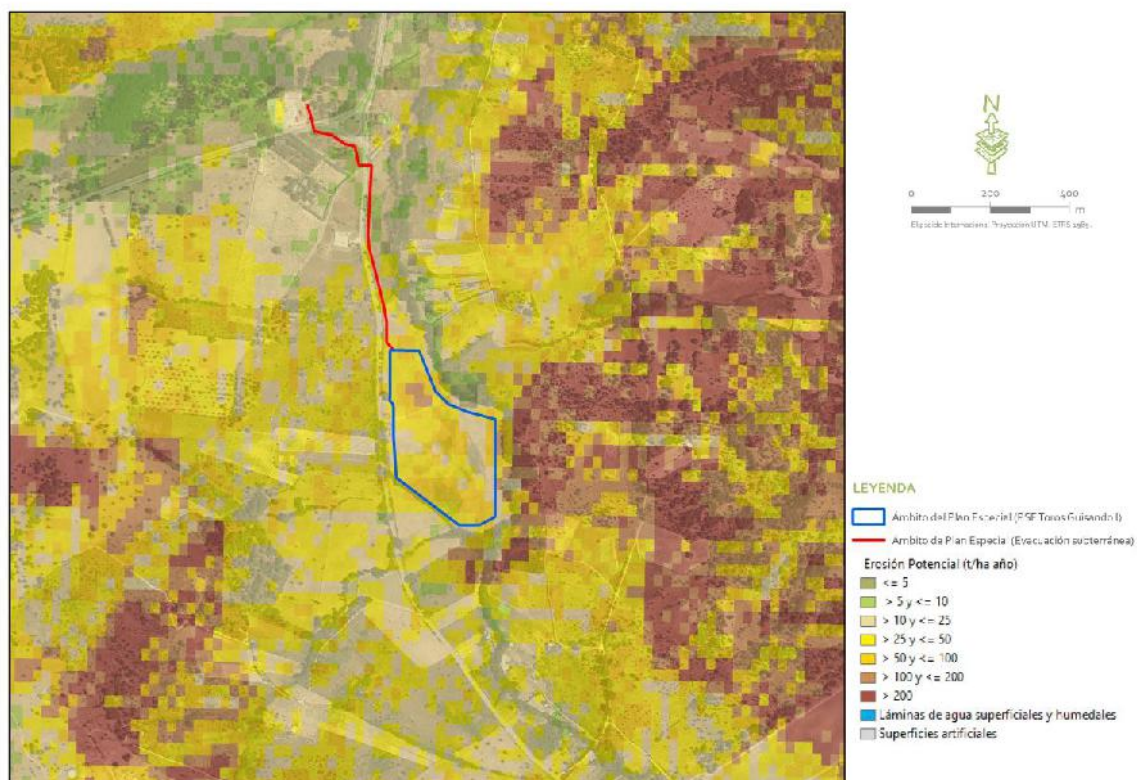 N
0 200 400
m
LEYENDA
Ámbito del Plan Especial (PSF Toros Guisando I)
Ámbito de Plan Especial (Evacuación subterránea)
Erosión Potencial (t/ha año)
<= 5
> 5 y <= 10
> 10 y <= 25
> 25 y <= 50
> 50 y <= 100
> 100 y <= 200
> 200
Láminas de agua superficiales y humedales
Superficies artificiales